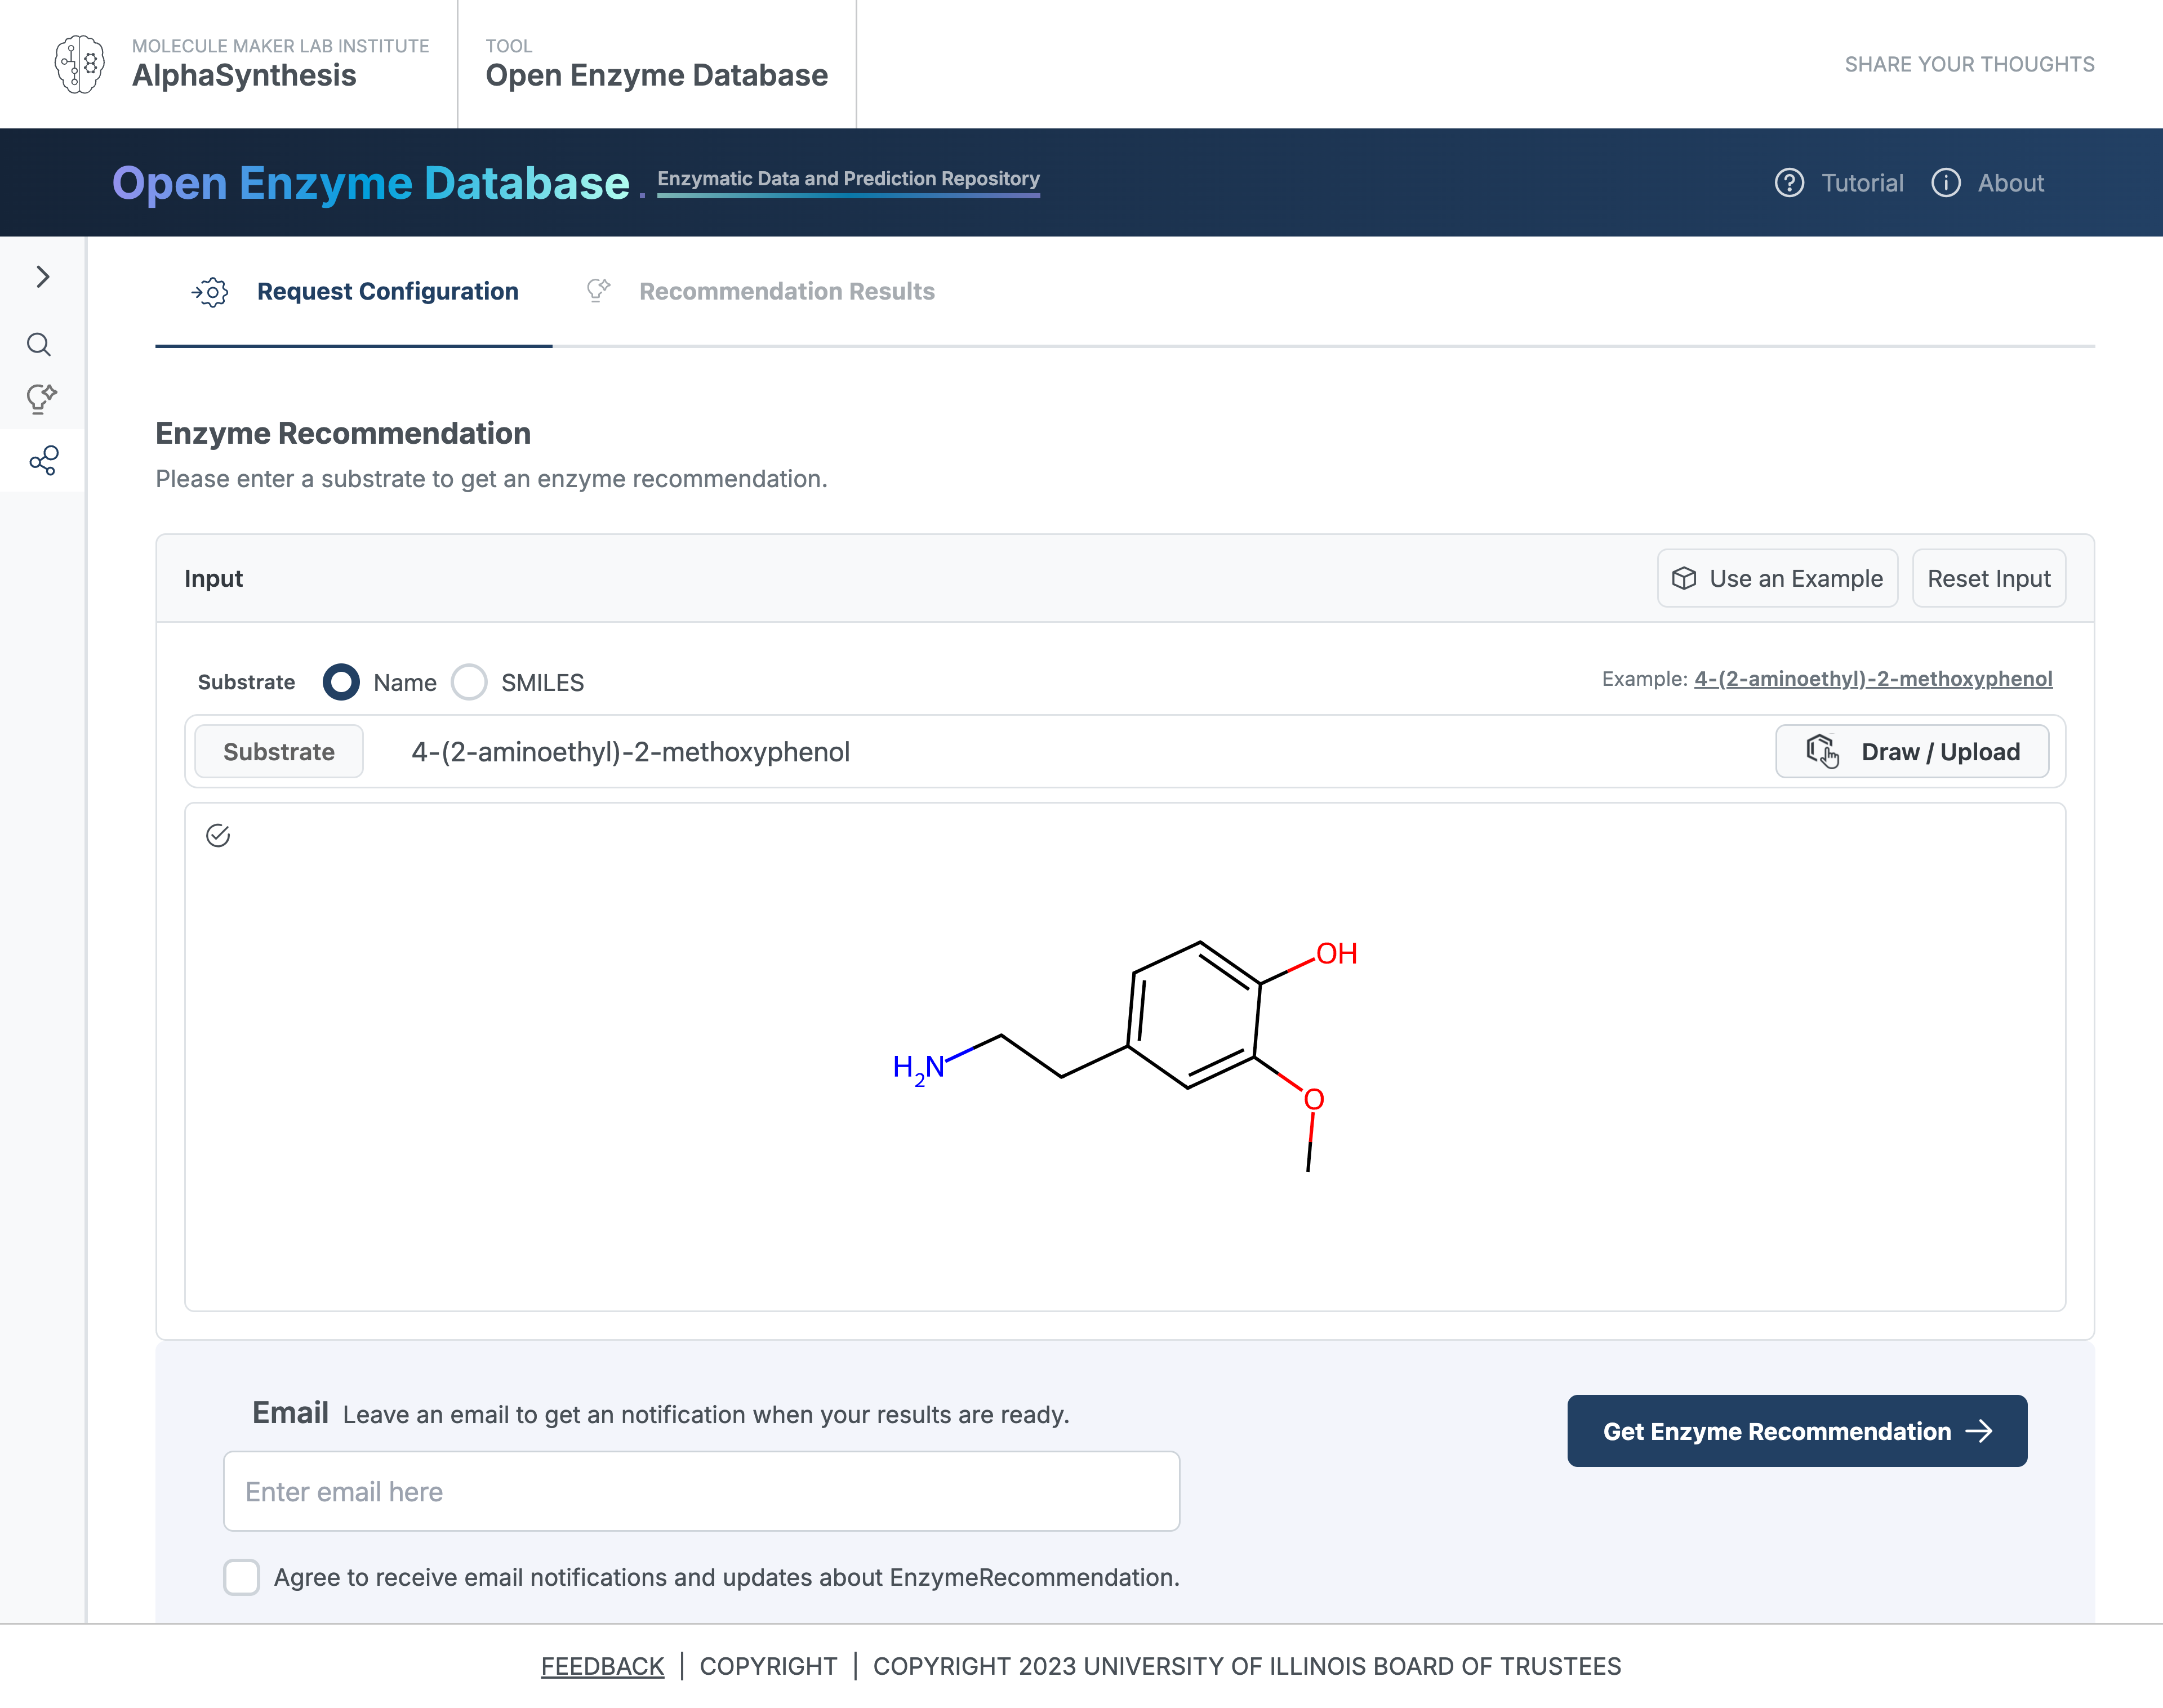 MOLECULE MAKER LAB INSTITUTE
AlphaSynthesis
TOOL
Open Enzyme Database
SHARE YOUR THOUGHTS
Open Enzyme Database . Enzymatic Data and Prediction Repository
Tutorial
About
Request Configuration
Recommendation Results
Enzyme Recommendation
Please enter a substrate to get an enzyme recommendation.
Input
Use an Example
Reset Input
Substrate Name SMILES
Example: 4-(2-aminoethyl)-2-methoxyphenol
Substrate 4-(2-aminoethyl)-2-methoxyphenol
Draw / Upload
OH
H2N
O
Email Leave an email to get an notification when your results are ready.
Get Enzyme Recommendation
Enter email here
Agree to receive email notifications and updates about EnzymeRecommendation.
FEEDBACK | COPYRIGHT | COPYRIGHT 2023 UNIVERSITY OF ILLINOIS BOARD OF TRUSTEES